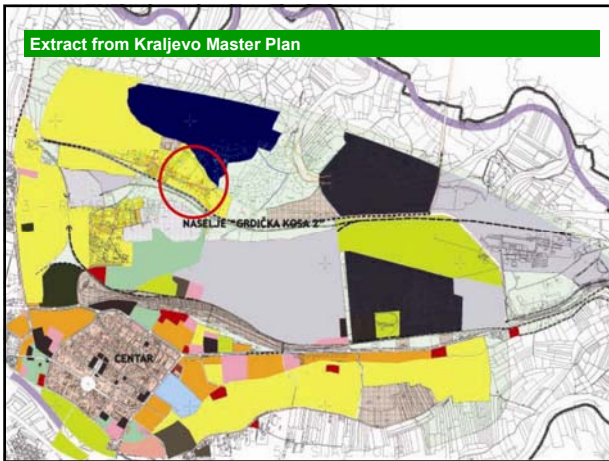 Extract from Kraljevo Master Plan
NASELJE "GRDIČKA KOSA 2"
CENTAR